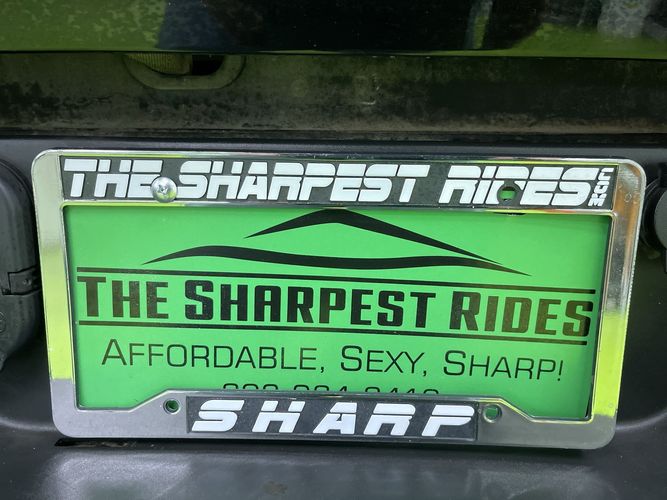 THE SHARPEST RIDES.COM
THE SHARPEST RIDES
AFFORDABLE, SEXY, SHARP!
SHARP